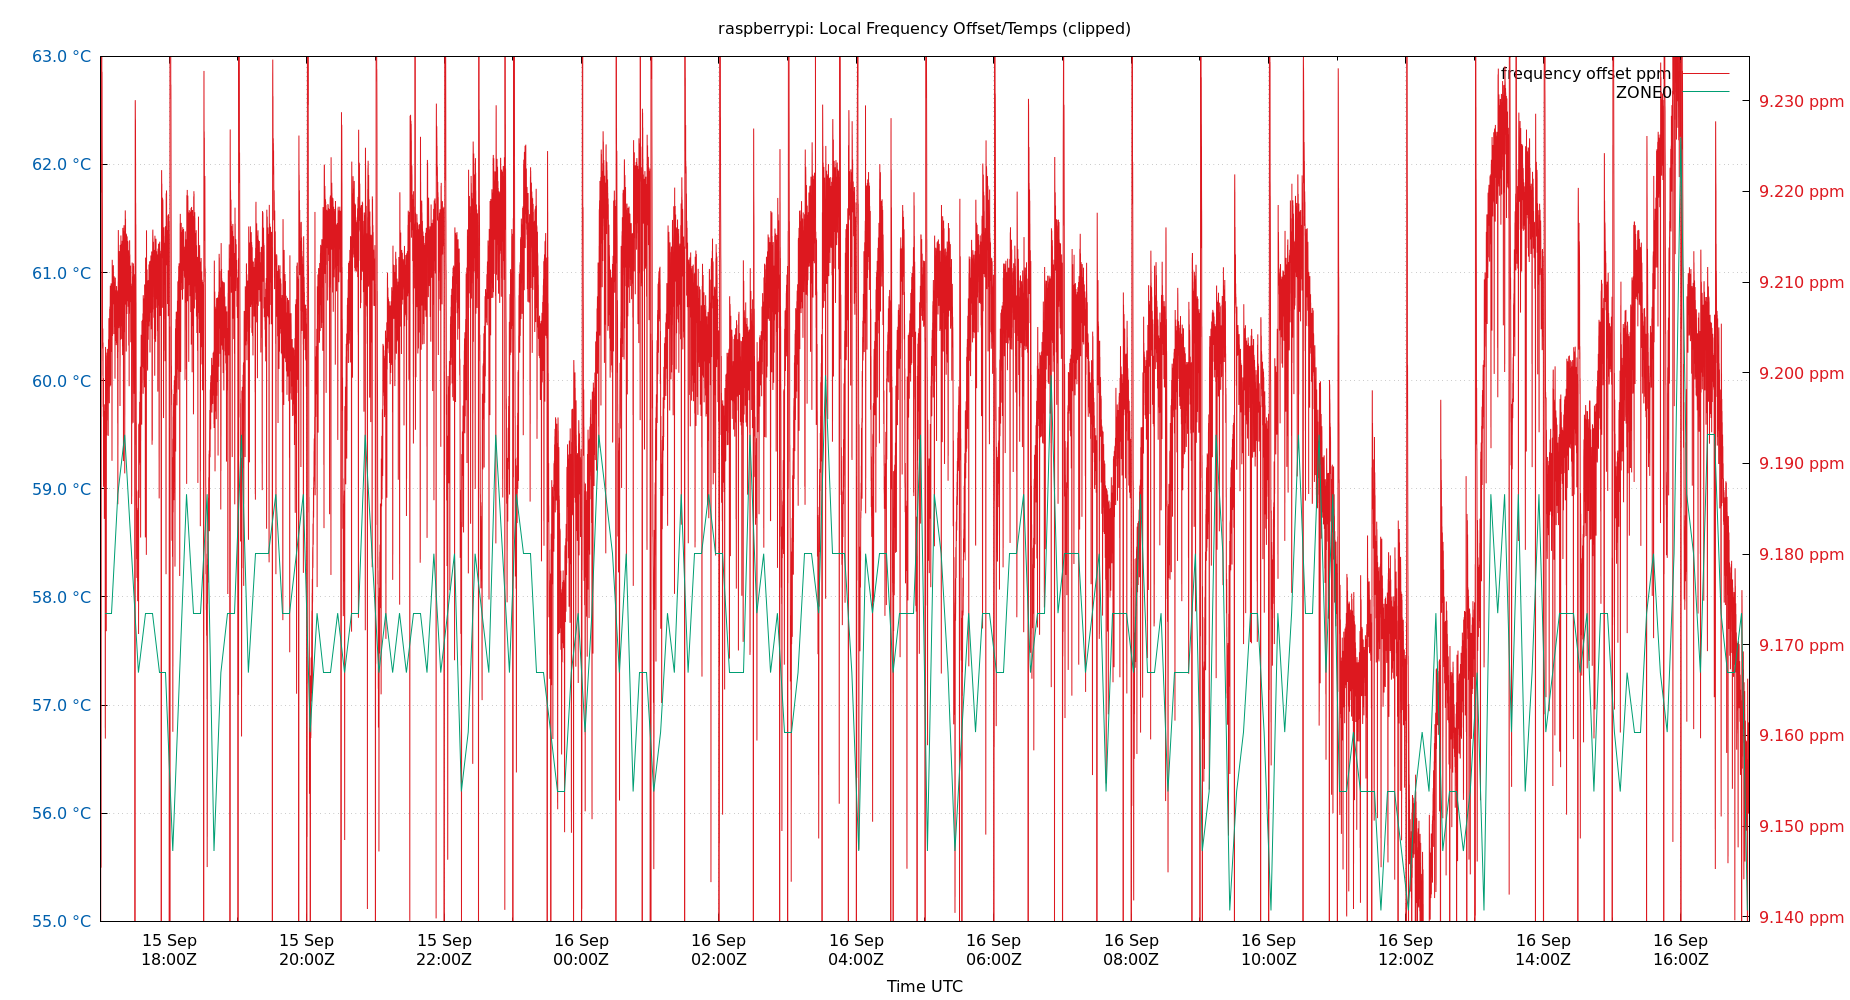 raspberrypi: Local Frequency Offset/Temps (clipped)
63.0 °C
62.0 °C
61.0 °C
60.0 °C
59.0 °C
58.0 °C
57.0 °C
56.0 °C
55.0 °C
frequency offset ppm
ZONE0
9.230 ppm
9.220 ppm
9.210 ppm
9.200 ppm
9.190 ppm
9.180 ppm
9.170 ppm
9.160 ppm
9.150 ppm
9.140 ppm
15 Sep 15 Sep 15 Sep 16 Sep 16 Sep 16 Sep 16 Sep 16 Sep 16 Sep 16 Sep 16 Sep 16 Sep
18:00Z 20:00Z 22:00Z 00:00Z 02:00Z 04:00Z 06:00Z 08:00Z 10:00Z 12:00Z 14:00Z 16:00Z
Time UTC